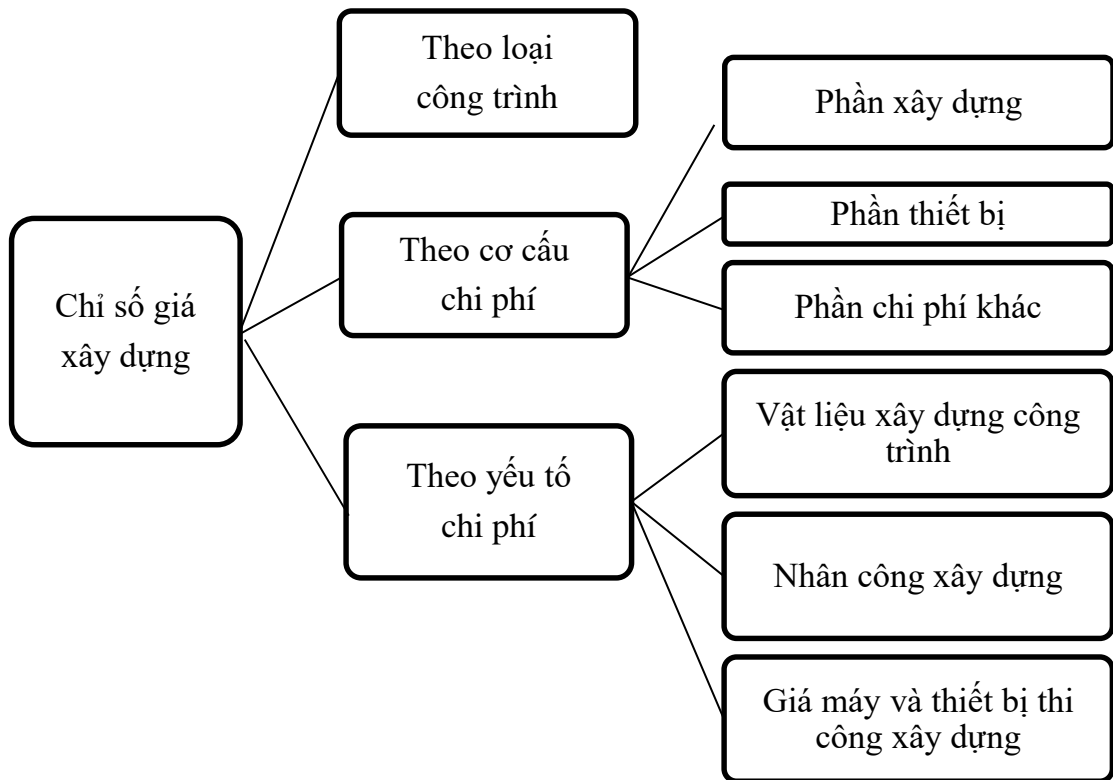 Chỉ số giá
xây dựng
Theo loại
công trình
Theo cơ cấu
chi phí
Phần xây dựng
Phần thiết bị
Phần chi phí khác
Theo yếu tố
chi phí
Vật liệu xây dựng công
trình
Nhân công xây dựng
Giá máy và thiết bị thi
công xây dựng